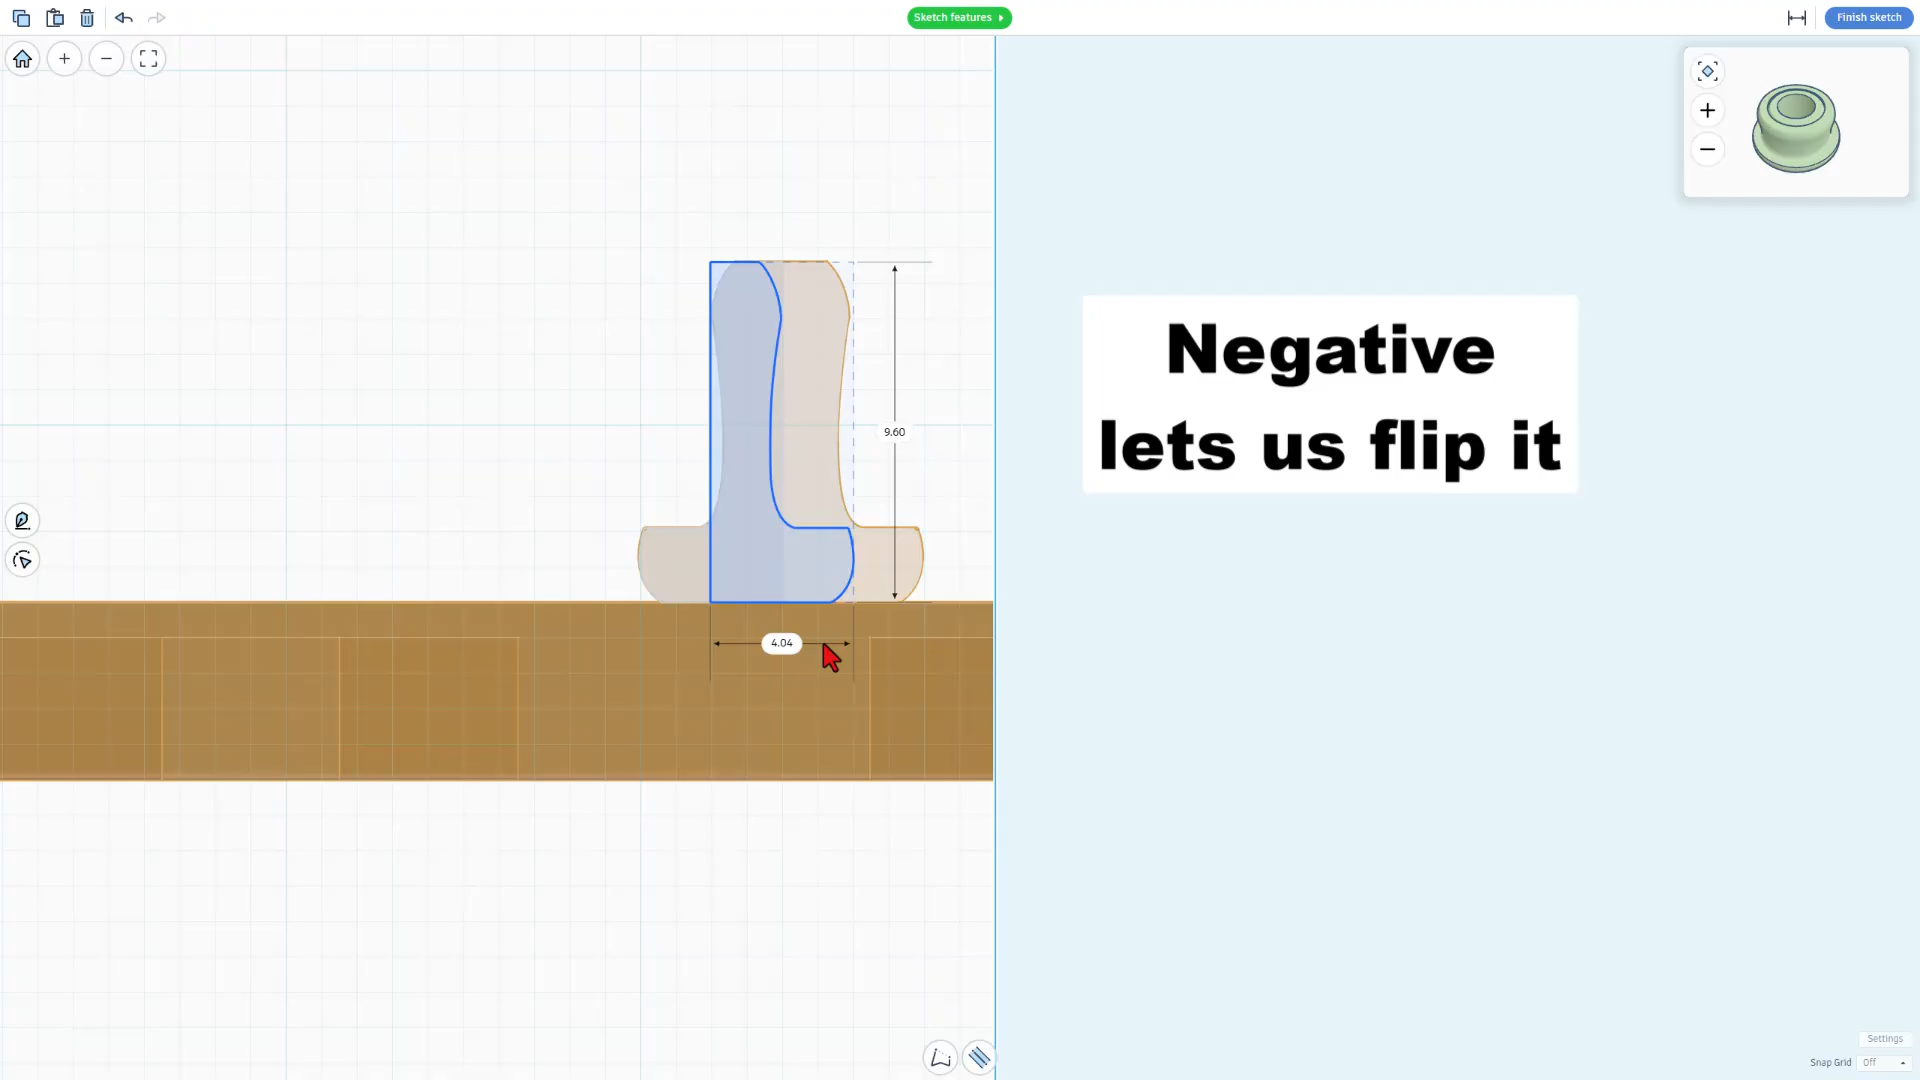 Sketch features
Finish sketch
9.60
4.04
Negative
lets us flip it
Settings
Snap Grid Off